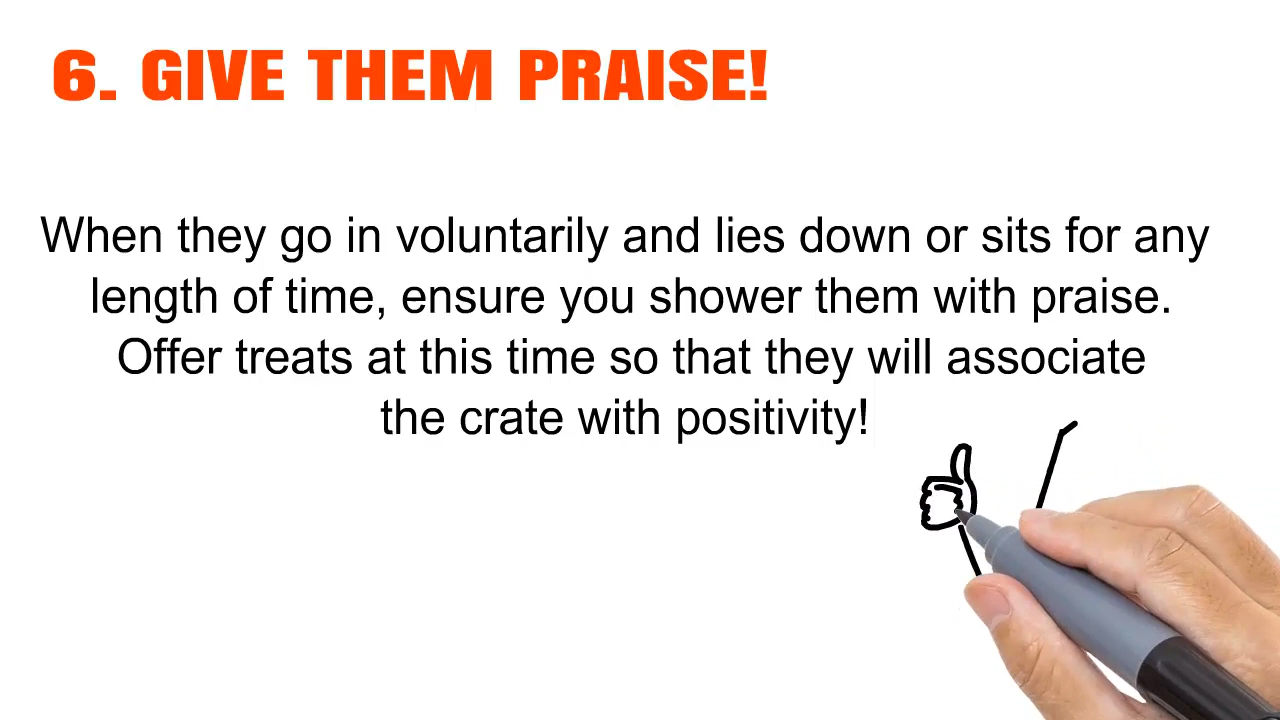 6. GIVE THEM PRAISE!
When they go in voluntarily and lies down or sits for any
length of time, ensure you shower them with praise.
Offer treats at this time so that they will associate
the crate with positivity!